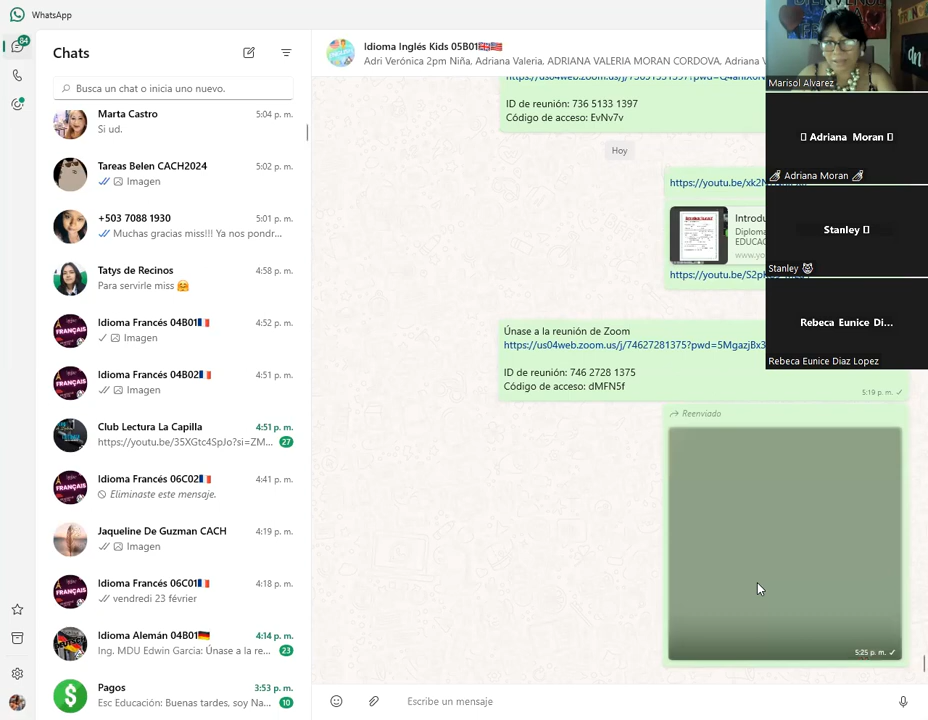 WhatsApp
64
Chats
Busca un chat o inicia uno nuevo.
Marta Castro
5:04 p. m.
Si ud.
Tareas Belen CACH2024
5:02 p. m.
Imagen
+503 7088 1930
5:01 p. m.
Muchas gracias miss!!! Ya nos pondr...
Tatys de Recinos
4:58 p. m.
Para servirle miss 🤗
Idioma Francés 04B01🇫🇷
4:52 p. m.
Imagen
Idioma Francés 04B02🇫🇷
4:51 p. m.
Imagen
Club Lectura La Capilla
4:51 p. m.
https://youtu.be/35XGtc4SpJo?si=ZM...
27
Idioma Francés 06C02🇫🇷
4:41 p. m.
Eliminaste este mensaje.
Jaqueline De Guzman CACH
4:19 p. m.
Imagen
Idioma Francés 06C01🇫🇷
4:18 p. m.
vendredi 23 février
Idioma Alemán 04B01🇩🇪
4:14 p. m.
Ing. MDU Edwin Garcia: Únase a la re...
23
Pagos
3:53 p. m.
Esc Educación: Buenas tardes, soy Na...
10
Idioma Inglés Kids 05B01🇬🇧🇺🇸
Adri Verónica 2pm Niña, Adriana Valeria, ADRIANA VALERIA MORAN CORDOVA, Adriana V
ID de reunión: 736 5133 1397
Código de acceso: EvNv7v
Hoy
Introdu
Diploma
EDUCAC
Únase a la reunión de Zoom
https://us04web.zoom.us/j/74627281375?pwd=5MgazjBx3
ID de reunión: 746 2728 1375
Código de acceso: dMFN5f
5:19 p. m.
Reenviado
5:25 p. m.
Escribe un mensaje
Marisol Alvarez
Adriana Moran
Adriana Moran
Stanley
Stanley
Rebeca Eunice Di...
Rebeca Eunice Diaz Lopez